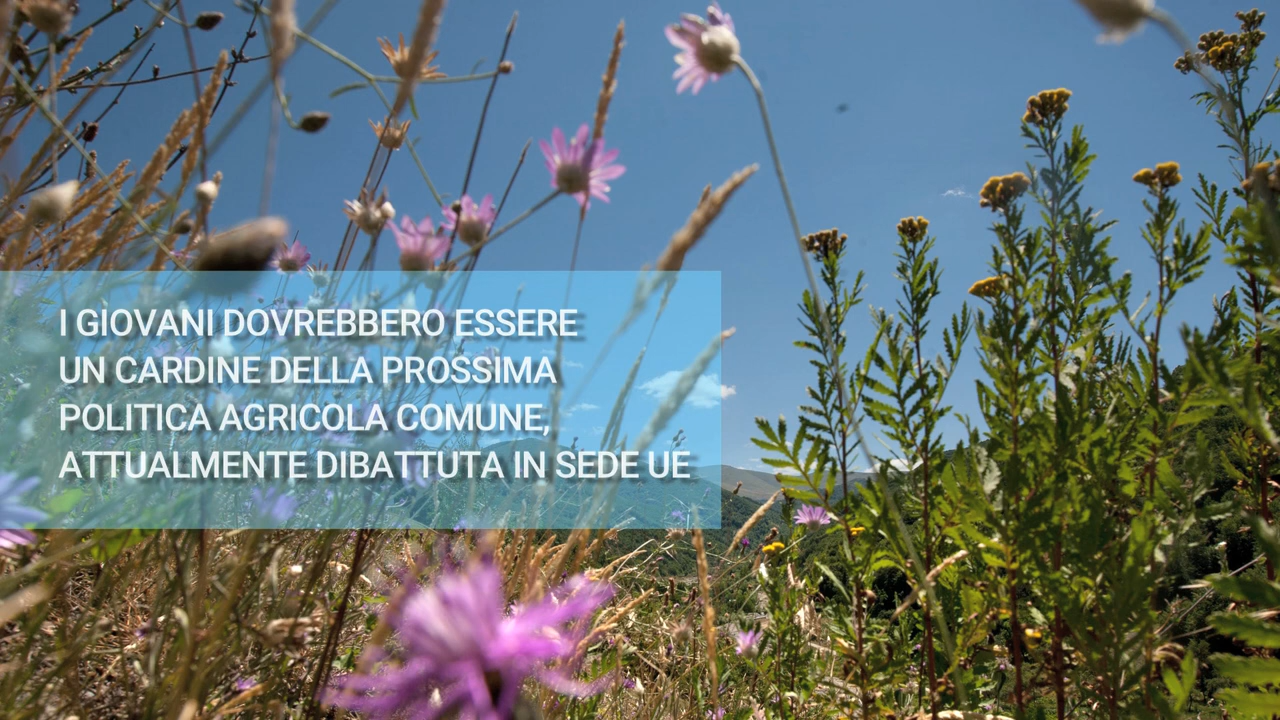 I GIOVANI DOVREBBERO ESSERE
UN CARDINE DELLA PROSSIMA
POLITICA AGRICOLA COMUNE,
ATTUALMENTE DIBATTUTA IN SEDE UE